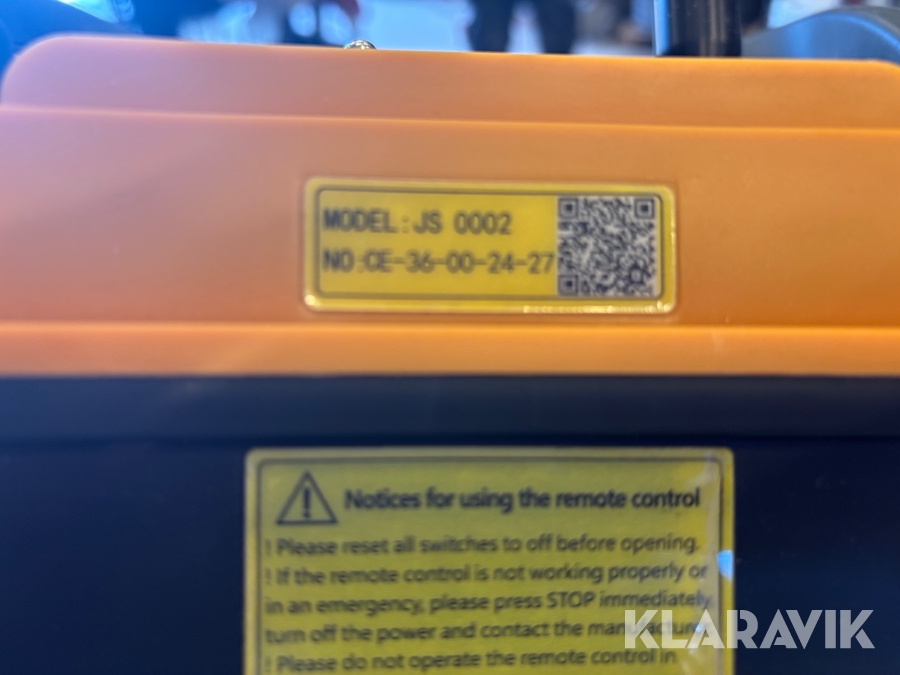 MODEL:JS 0002
NO:CE-36-00-24-27
Notices for using the remote control
! Please reset all switches to off before opening.
! If the remote control is not working properly or
in an emergency, please press STOP immediately
turn off the power and contact the manufacturer
! Please do not operate the remote control in
KLARAVIK